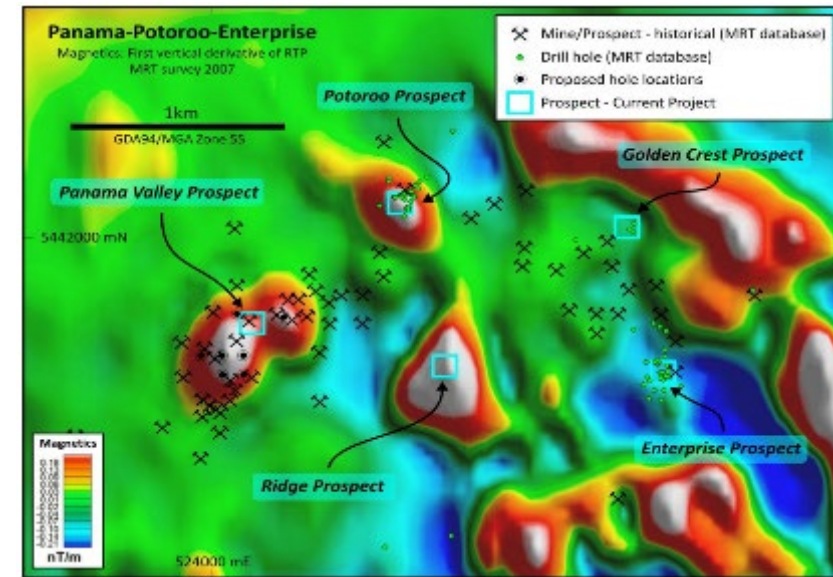 Panama-Potoroo-Enterprise
Magnetics: First vertical derivative of RTP
MRT survey 2007
1km
GDA94/MGA Zone 55
Mine/Prospect - historical (MRT database)
Drill hole (MRT database)
Proposed hole locations
Prospect - Current Project
Potoroo Prospect
Golden Crest Prospect
Panama Valley Prospect
5442000 mN
Ridge Prospect
Enterprise Prospect
524000 mE
Magnetics
nT/m